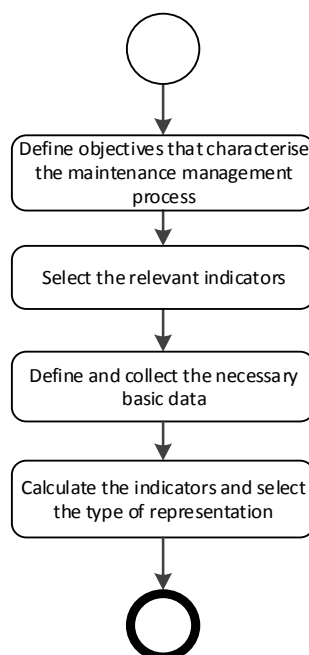 Define objectives that characterise
the maintenance management
process
Select the relevant indicators
Define and collect the necessary
basic data
Calculate the indicators and select
the type of representation